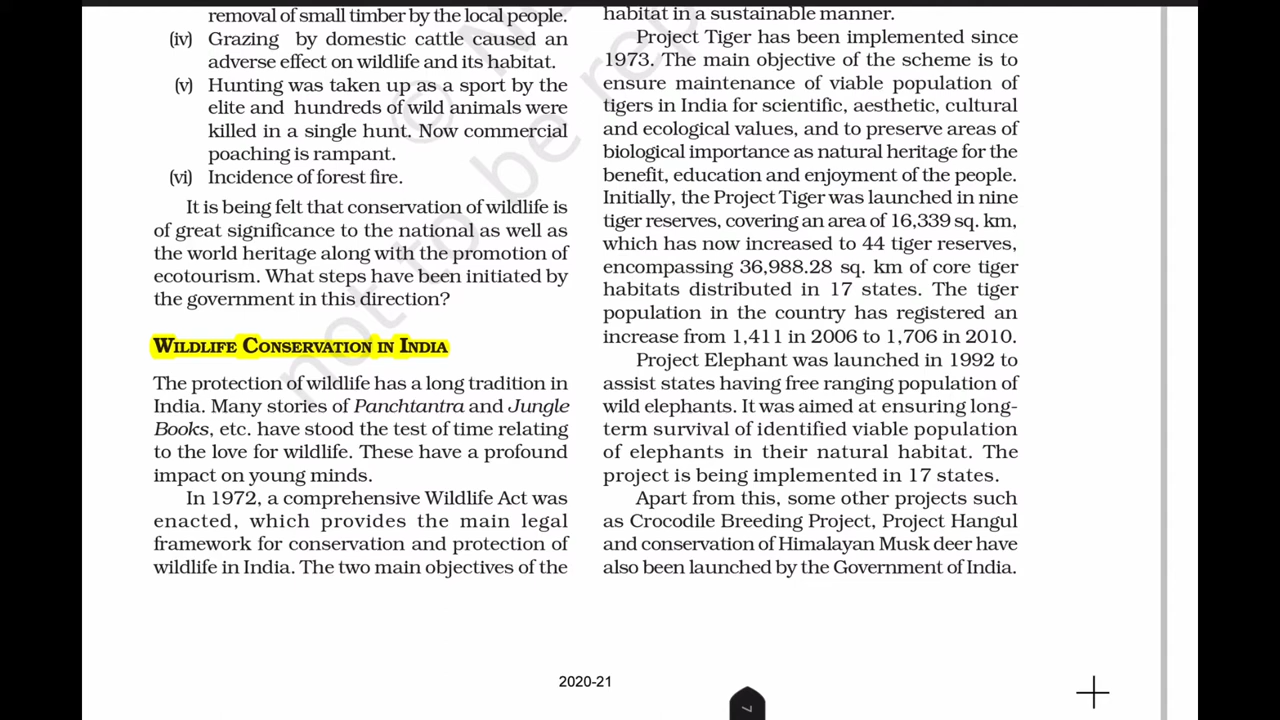 removal of small timber by the local people.
(iv) Grazing by domestic cattle caused an
adverse effect on wildlife and its habitat.
(v) Hunting was taken up as a sport by the
elite and hundreds of wild animals were
killed in a single hunt. Now commercial
poaching is rampant.
(vi) Incidence of forest fire.
It is being felt that conservation of wildlife is
of great significance to the national as well as
the world heritage along with the promotion of
ecotourism. What steps have been initiated by
the government in this direction?
WILDLIFE CONSERVATION IN INDIA
The protection of wildlife has a long tradition in
India. Many stories of Panchtantra and Jungle
Books, etc. have stood the test of time relating
to the love for wildlife. These have a profound
impact on young minds.
In 1972, a comprehensive Wildlife Act was
enacted, which provides the main legal
framework for conservation and protection of
wildlife in India. The two main objectives of the
habitat in a sustainable manner.
Project Tiger has been implemented since
1973. The main objective of the scheme is to
ensure maintenance of viable population of
tigers in India for scientific, aesthetic, cultural
and ecological values, and to preserve areas of
biological importance as natural heritage for the
benefit, education and enjoyment of the people.
Initially, the Project Tiger was launched in nine
tiger reserves, covering an area of 16,339 sq. km,
which has now increased to 44 tiger reserves,
encompassing 36,988.28 sq. km of core tiger
habitats distributed in 17 states. The tiger
population in the country has registered an
increase from 1,411 in 2006 to 1,706 in 2010.
Project Elephant was launched in 1992 to
assist states having free ranging population of
wild elephants. It was aimed at ensuring long-
term survival of identified viable population
of elephants in their natural habitat. The
project is being implemented in 17 states.
Apart from this, some other projects such
as Crocodile Breeding Project, Project Hangul
and conservation of Himalayan Musk deer have
also been launched by the Government of India.
not to be rep
2020-21